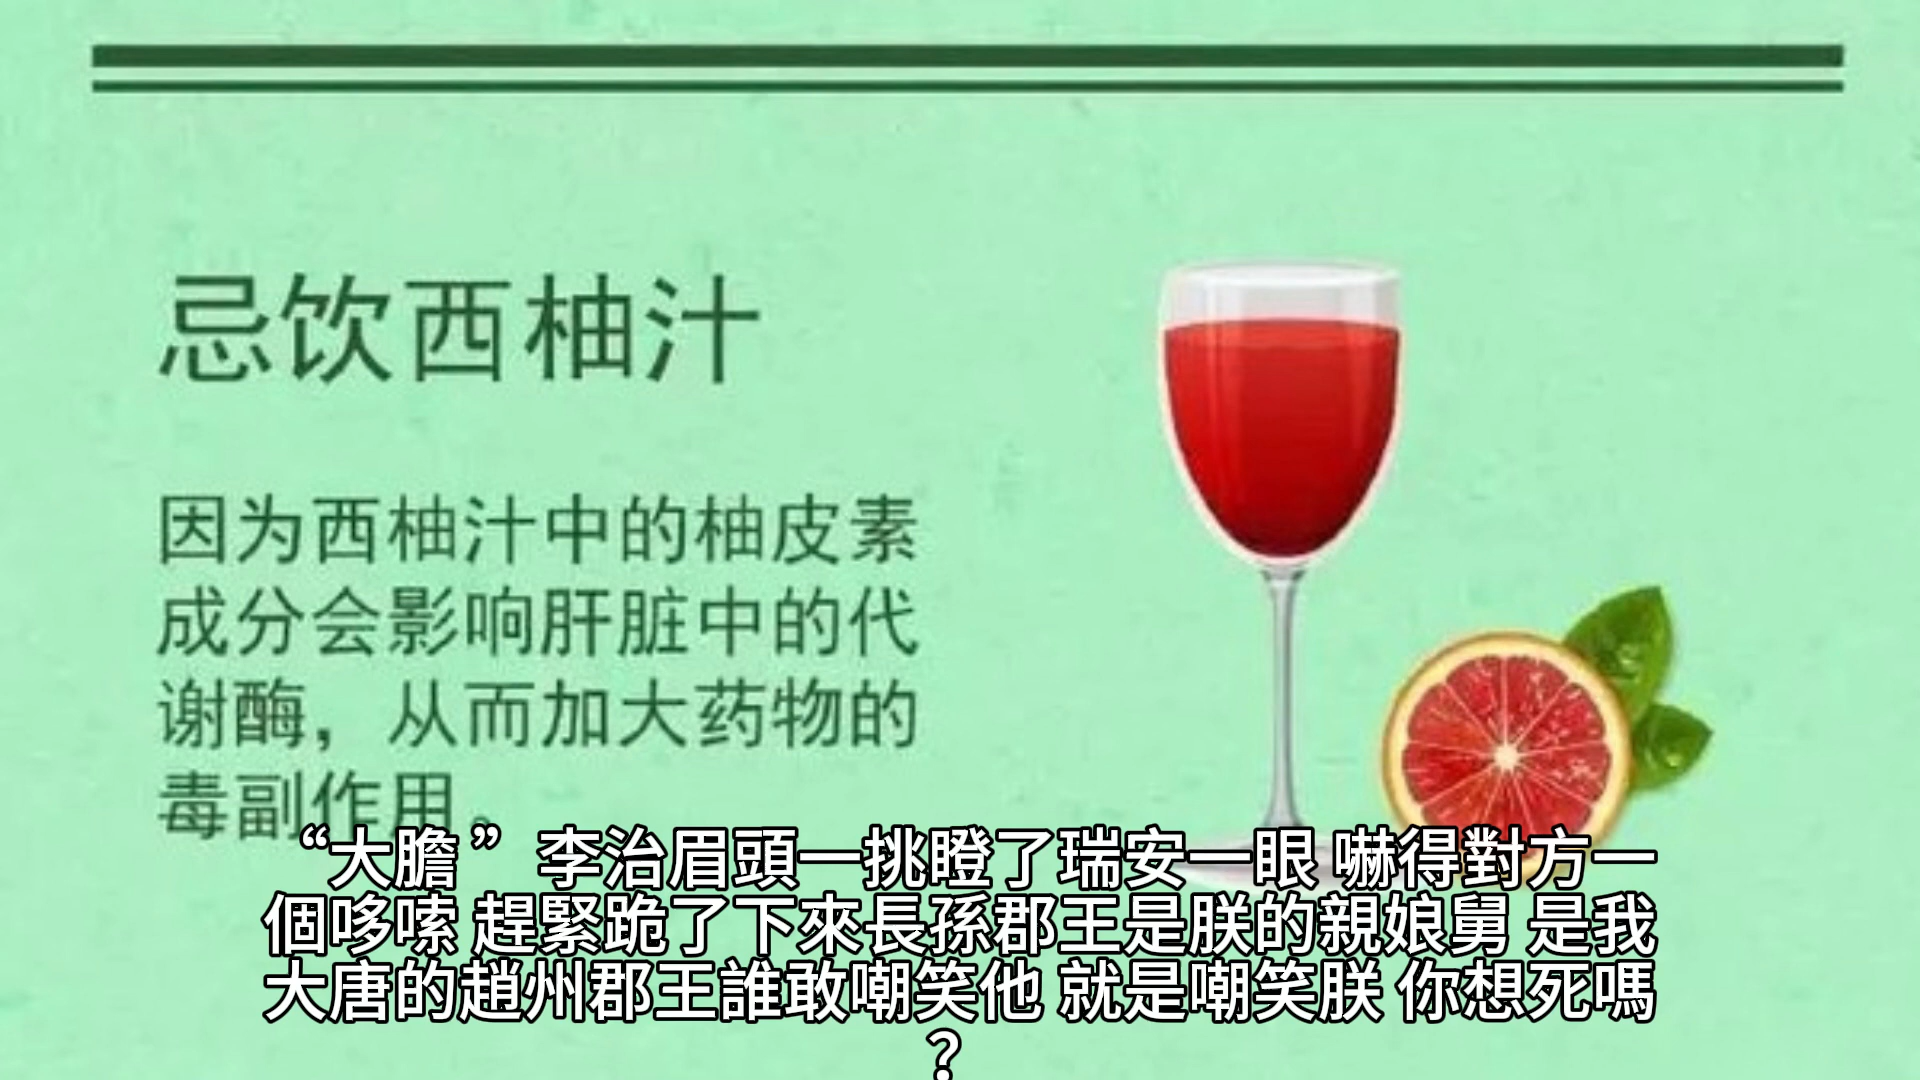 忌饮西柚汁
因为西柚汁中的柚皮素
成分会影响肝脏中的代
谢酶，从而加大药物的
毒副作用。
“大膽”李治眉頭一挑瞪了瑞安一眼 嚇得對方一
個哆嗦 趕緊跪了下來長孫郡王是朕的親娘舅 是我
大唐的趙州郡王誰敢嘲笑他 就是嘲笑朕 你想死嗎
？